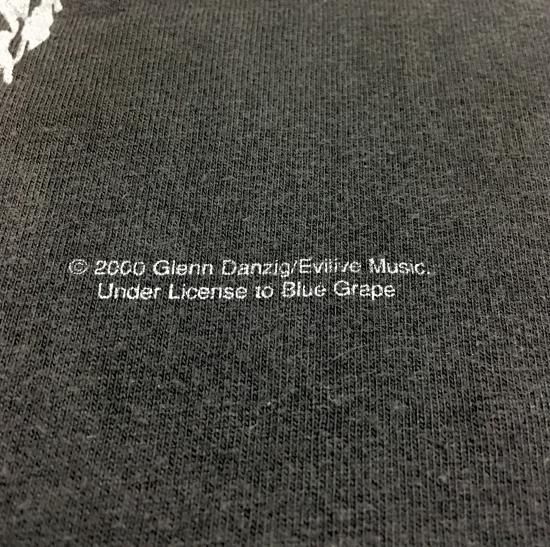 © 2000 Glenn Danzig/Evilive Music.
Under License to Blue Grape